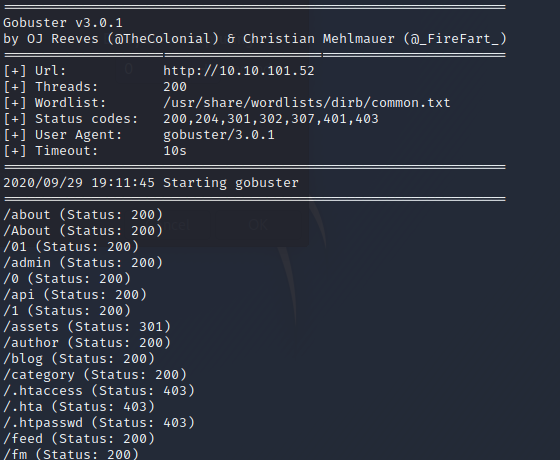 ===============================================================
Gobuster v3.0.1
by OJ Reeves (@TheColonial) & Christian Mehlmauer (@_FireFart_)
===============================================================
[+] Url:            http://10.10.101.52
[+] Threads:        200
[+] Wordlist:       /usr/share/wordlists/dirb/common.txt
[+] Status codes:   200,204,301,302,307,401,403
[+] User Agent:     gobuster/3.0.1
[+] Timeout:        10s
===============================================================
2020/09/29 19:11:45 Starting gobuster
===============================================================
/about (Status: 200)
/About (Status: 200)
/01 (Status: 200)
/admin (Status: 200)
/0 (Status: 200)
/api (Status: 200)
/1 (Status: 200)
/assets (Status: 301)
/author (Status: 200)
/blog (Status: 200)
/category (Status: 200)
/.htaccess (Status: 403)
/.hta (Status: 403)
/.htpasswd (Status: 403)
/feed (Status: 200)
/fm (Status: 200)